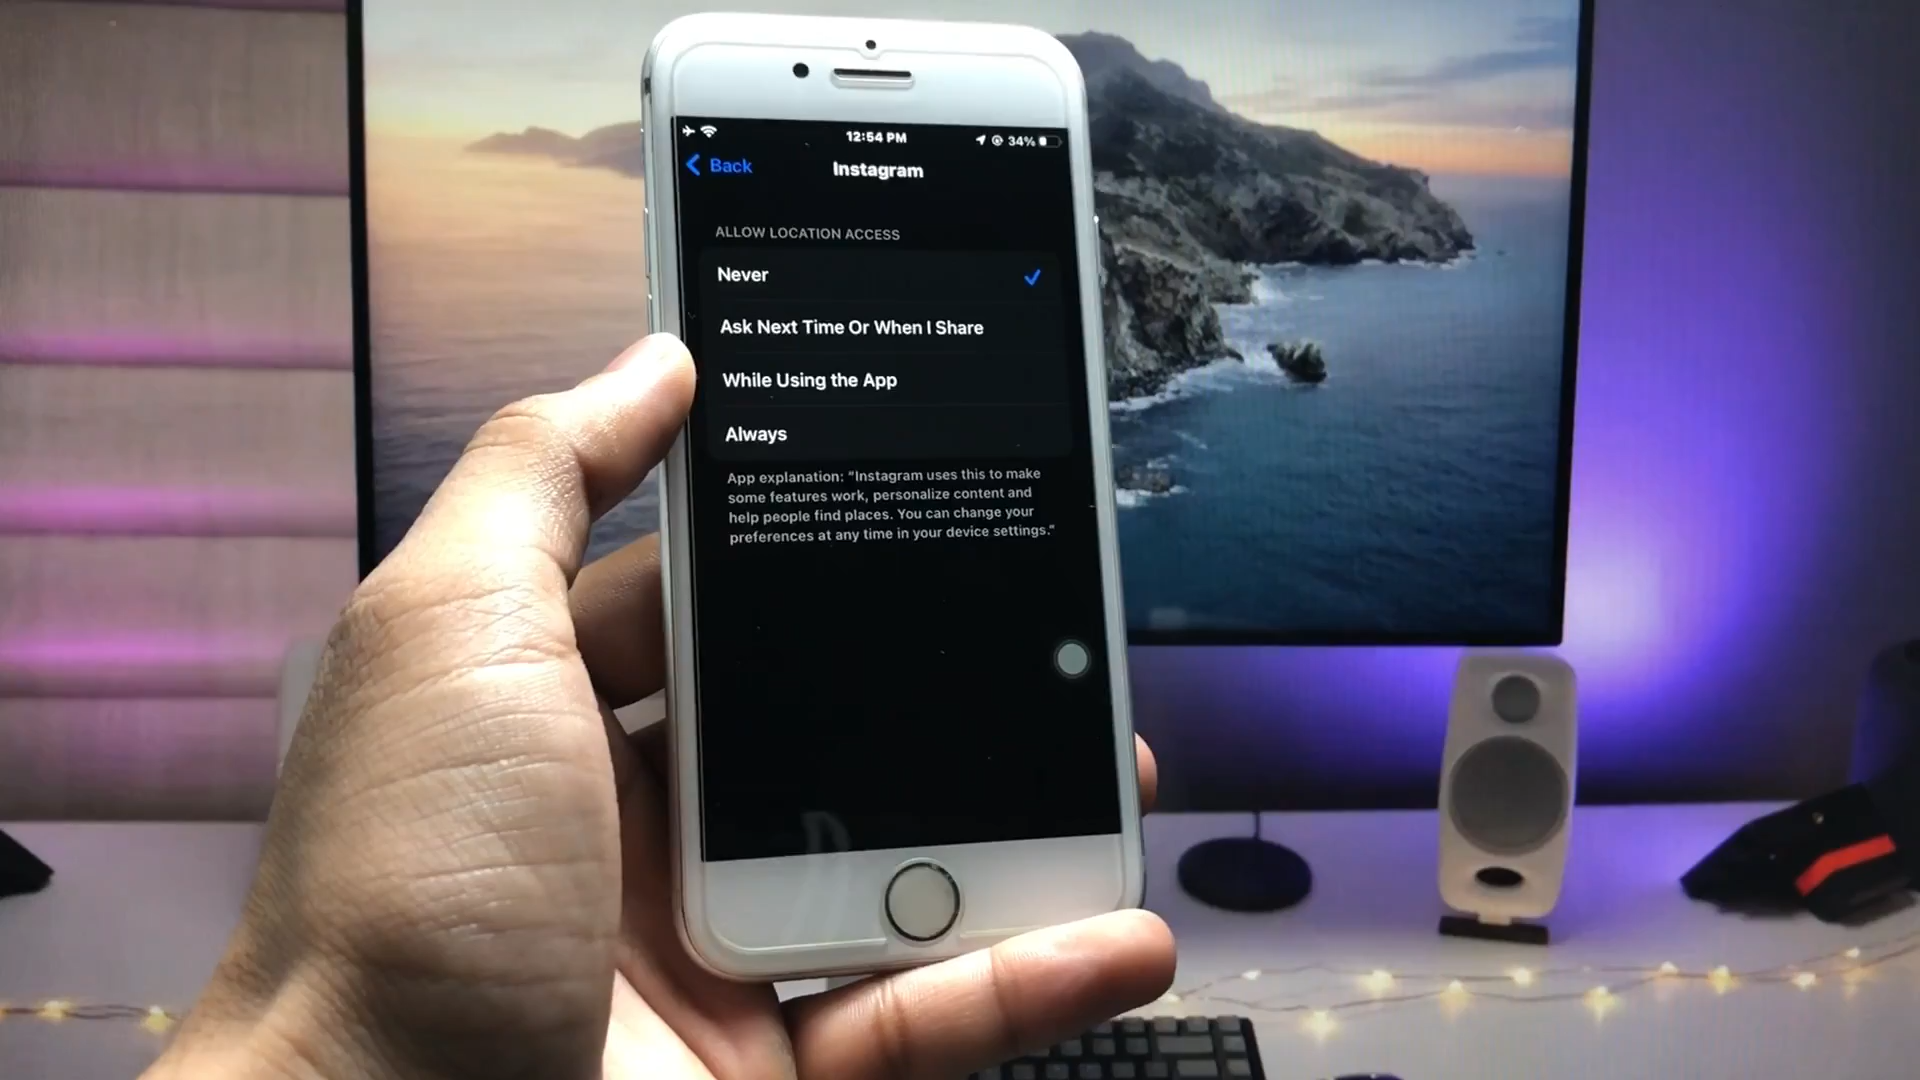 12:54 PM
34%
Back
Instagram
ALLOW LOCATION ACCESS
Never
Ask Next Time Or When I Share
While Using the App
Always
App explanation: “Instagram uses this to make
some features work, personalize content and
help people find places. You can change your
preferences at any time in your device settings.”